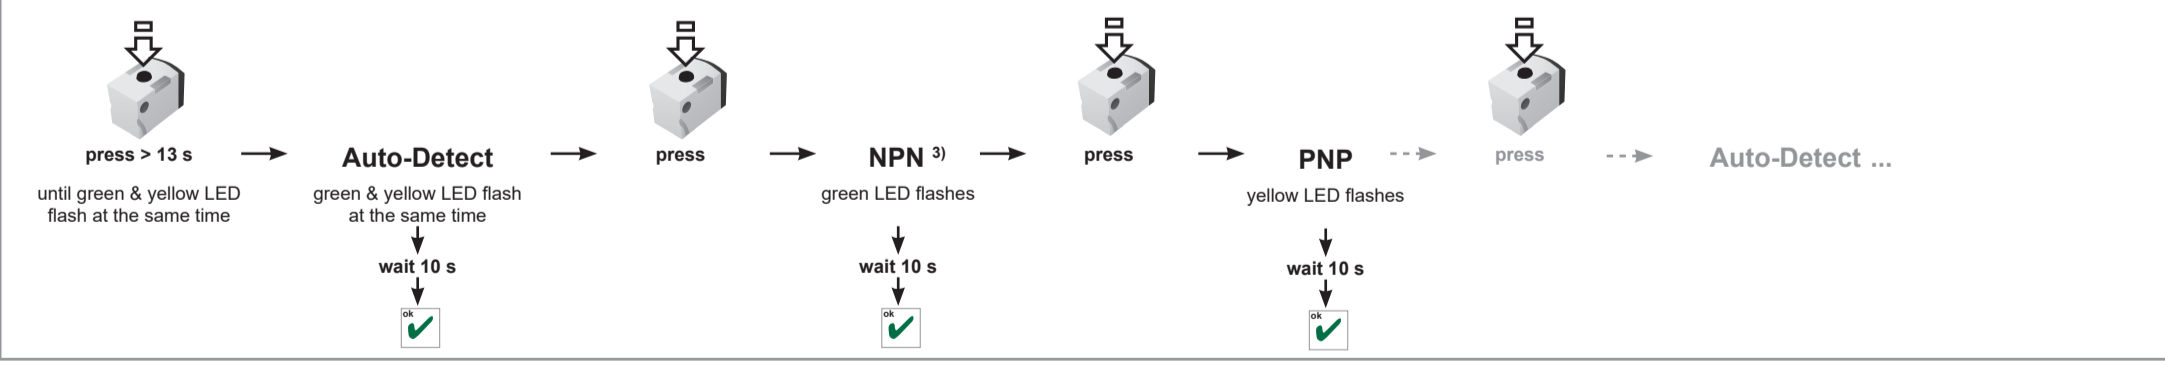 press > 13 s
until green & yellow LED
flash at the same time
Auto-Detect
green & yellow LED flash
at the same time
wait 10 s
ok
press
NPN 3)
green LED flashes
wait 10 s
ok
press
PNP
yellow LED flashes
wait 10 s
ok
press
Auto-Detect ...